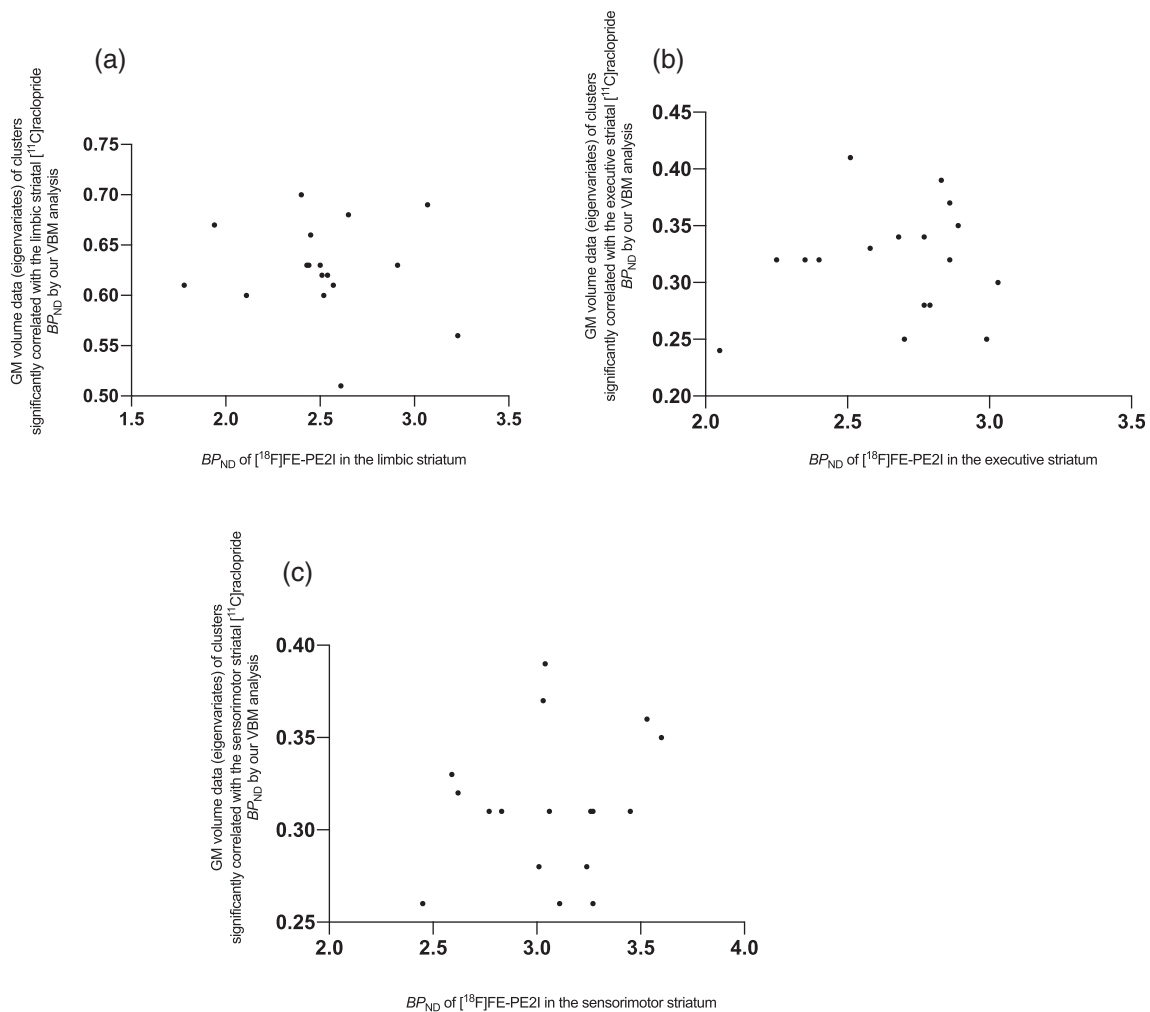 (a)
GM volume data (eigenvariates) of clusters
significantly correlated with the limbic striatal [¹¹C]raclopride
BP_ND by our VBM analysis
0.75
0.70
0.65
0.60
0.55
0.50
1.5 2.0 2.5 3.0 3.5
BP_ND of [¹⁸F]FE-PE2I in the limbic striatum
(b)
GM volume data (eigenvariates) of clusters
significantly correlated with the executive striatal [¹¹C]raclopride
BP_ND by our VBM analysis
0.45
0.40
0.35
0.30
0.25
0.20
2.0 2.5 3.0 3.5
BP_ND of [¹⁸F]FE-PE2I in the executive striatum
(c)
GM volume data (eigenvariates) of clusters
significantly correlated with the sensorimotor striatal [¹¹C]raclopride
BP_ND by our VBM analysis
0.40
0.35
0.30
0.25
2.0 2.5 3.0 3.5 4.0
BP_ND of [¹⁸F]FE-PE2I in the sensorimotor striatum